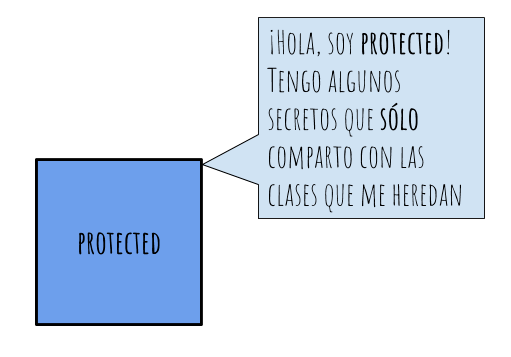 ¡Hola, soy protected!
Tengo algunos
secretos que sólo
comparto con las
clases que me heredan
protected